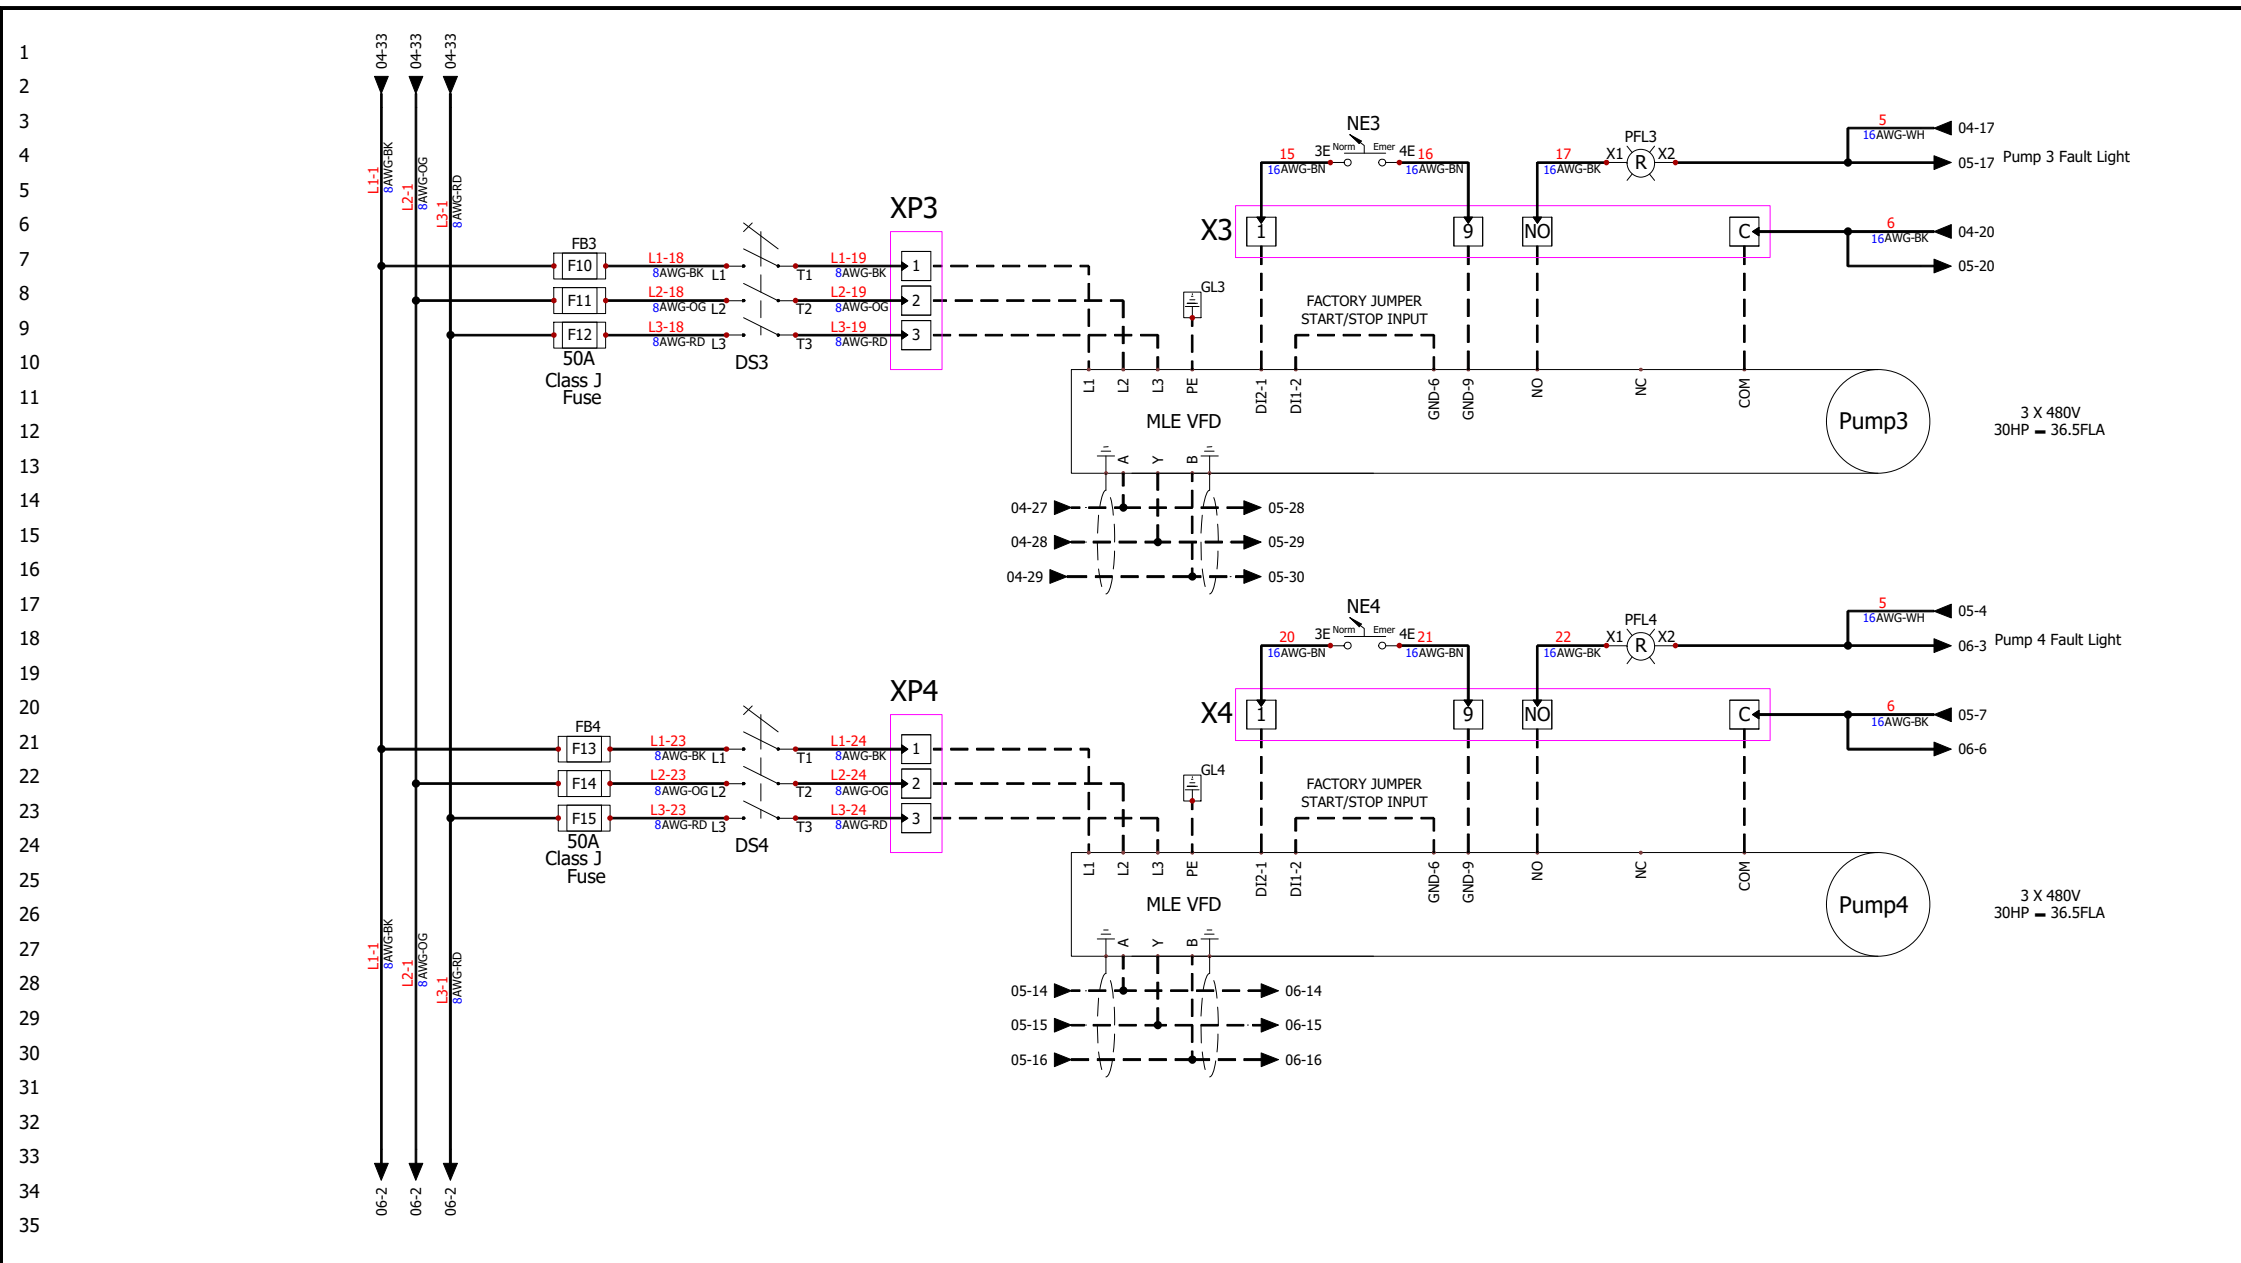 1
2
3
4
5
6
7
8
9
10
11
12
13
14
15
16
17
18
19
20
21
22
23
24
25
26
27
28
29
30
31
32
33
34
35
04-33
04-33
04-33
L1-1
8AWG-BK
L2-1
8AWG-OG
L3-1
8AWG-RD
FB3
F10
F11
F12
50A
Class J
Fuse
L1-18
8AWG-BK
L1
L2-18
8AWG-OG
L2
L3-18
8AWG-RD
L3
DS3
T1
T2
T3
L1-19
8AWG-BK
L2-19
8AWG-OG
L3-19
8AWG-RD
XP3
1
2
3
NE3
15
16AWG-BN
3E
Norm
Emer
4E
16
16AWG-BN
17
16AWG-BK
PFL3
X1
R
X2
5
16AWG-WH
04-17
05-17
Pump 3 Fault Light
X3
1
9
NO
C
6
16AWG-BK
04-20
05-20
GL3
FACTORY JUMPER
START/STOP INPUT
L1
L2
L3
PE
DI2-1
DI1-2
GND-6
GND-9
NO
NC
COM
MLE VFD
Pump3
3 X 480V
30HP = 36.5FLA
A
Y
B
04-27
05-28
04-28
05-29
04-29
05-30
NE4
20
16AWG-BN
3E
Norm
Emer
4E
21
16AWG-BN
22
16AWG-BK
PFL4
X1
R
X2
5
16AWG-WH
05-4
06-3
Pump 4 Fault Light
XP4
1
2
3
X4
1
9
NO
C
6
16AWG-BK
05-7
06-6
FB4
F13
F14
F15
50A
Class J
Fuse
L1-23
8AWG-BK
L1
L2-23
8AWG-OG
L2
L3-23
8AWG-RD
L3
DS4
T1
T2
T3
L1-24
8AWG-BK
L2-24
8AWG-OG
L3-24
8AWG-RD
GL4
FACTORY JUMPER
START/STOP INPUT
L1
L2
L3
PE
DI2-1
DI1-2
GND-6
GND-9
NO
NC
COM
MLE VFD
Pump4
3 X 480V
30HP = 36.5FLA
A
Y
B
L1-1
8AWG-BK
L2-1
8AWG-OG
L3-1
8AWG-RD
05-14
06-14
05-15
06-15
05-16
06-16
06-2
06-2
06-2